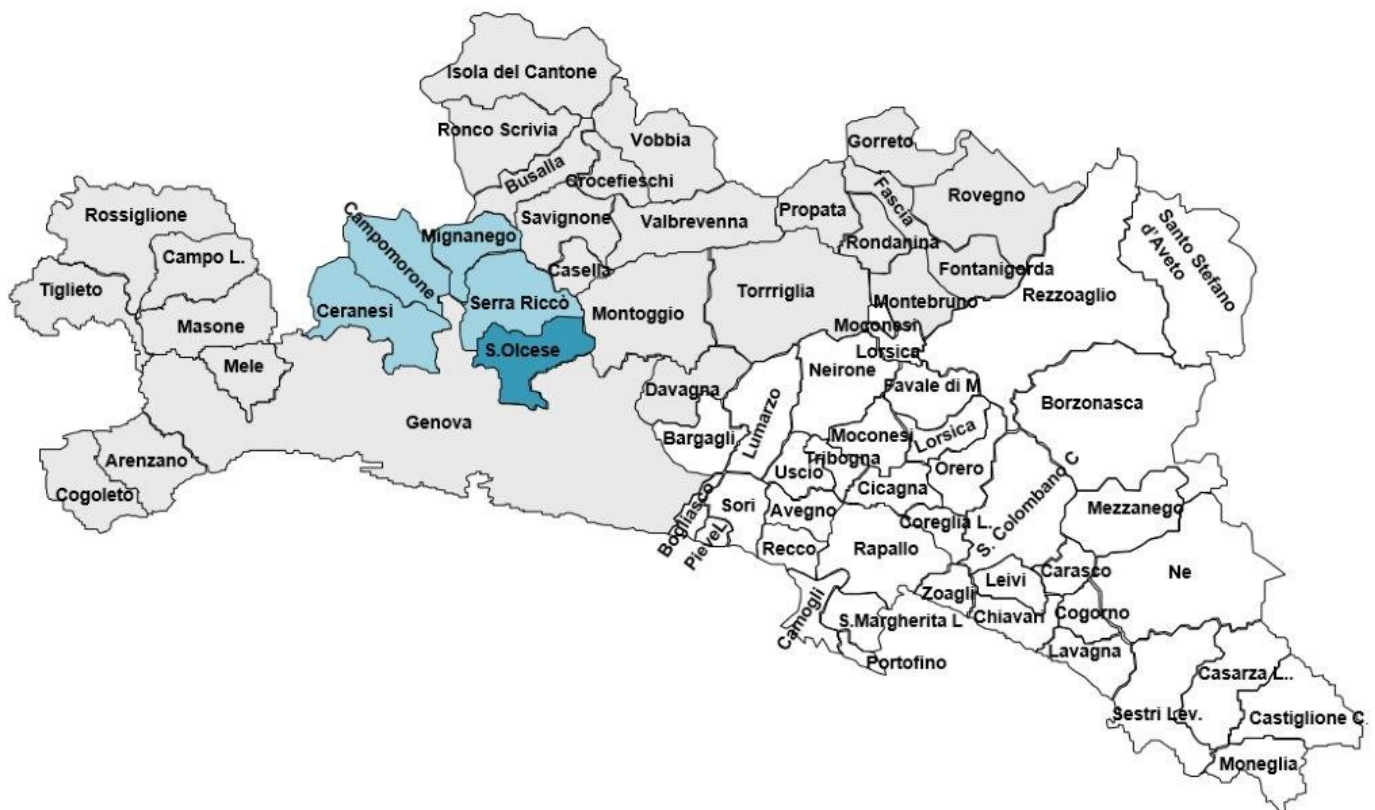 Isola del Cantone
Ronco Scrivia
Vobbia
Gorreto
Busalla
Crocefieschi
Fascia
Rovegno
Rossiglione
Campomorone
Mignanego
Savignone
Valbrevenna
Propata
Santo Stefano
d'Aveto
Campo L.
Rondanina
Casella
Fontanigorda
Tiglieto
Ceranesi
Serra Riccò
Montoggio
Torrriglia
Rezzoaglio
Masone
Montebruno
Moconesi
S.Olcese
Lorsica
Mele
Neirone
Davagna
Favale di M
Lumarzo
Borzonasca
Genova
Bargagli
Moconesi
Lorsica
Arenzano
Tribogna
Uscio
Orero
Cogoleto
Cicagna
S. Colombano C
Bogliasco
Sori
Avegno
Mezzanego
Coreglia L.
PieveL
Recco
Rapallo
Leivi
Carasco
Ne
Zoagli
Camogli
S.Margherita L
Chiavari
Cogorno
Portofino
Lavagna
Casarza L..
Sestri Lev.
Castiglione C.
Moneglia